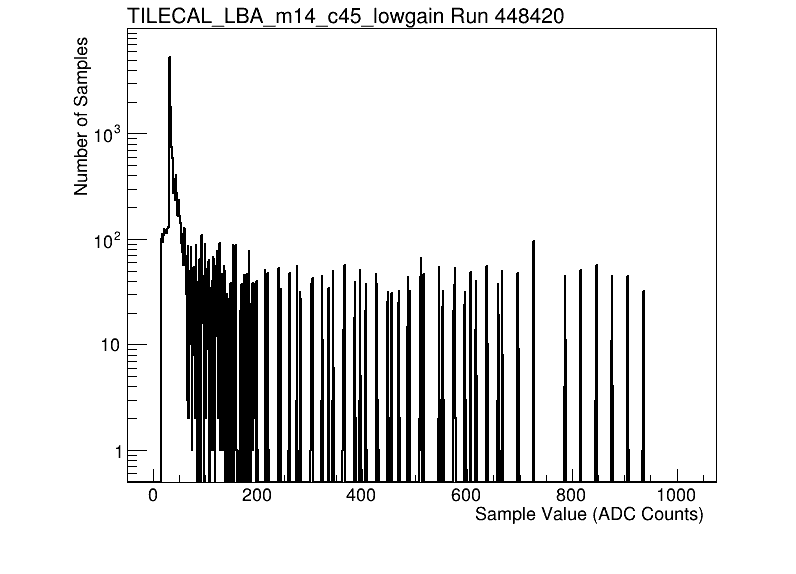 TILECAL_LBA_m14_c45_lowgain Run 448420
Number of Samples
10³
10²
10
1
0 200 400 600 800 1000
Sample Value (ADC Counts)